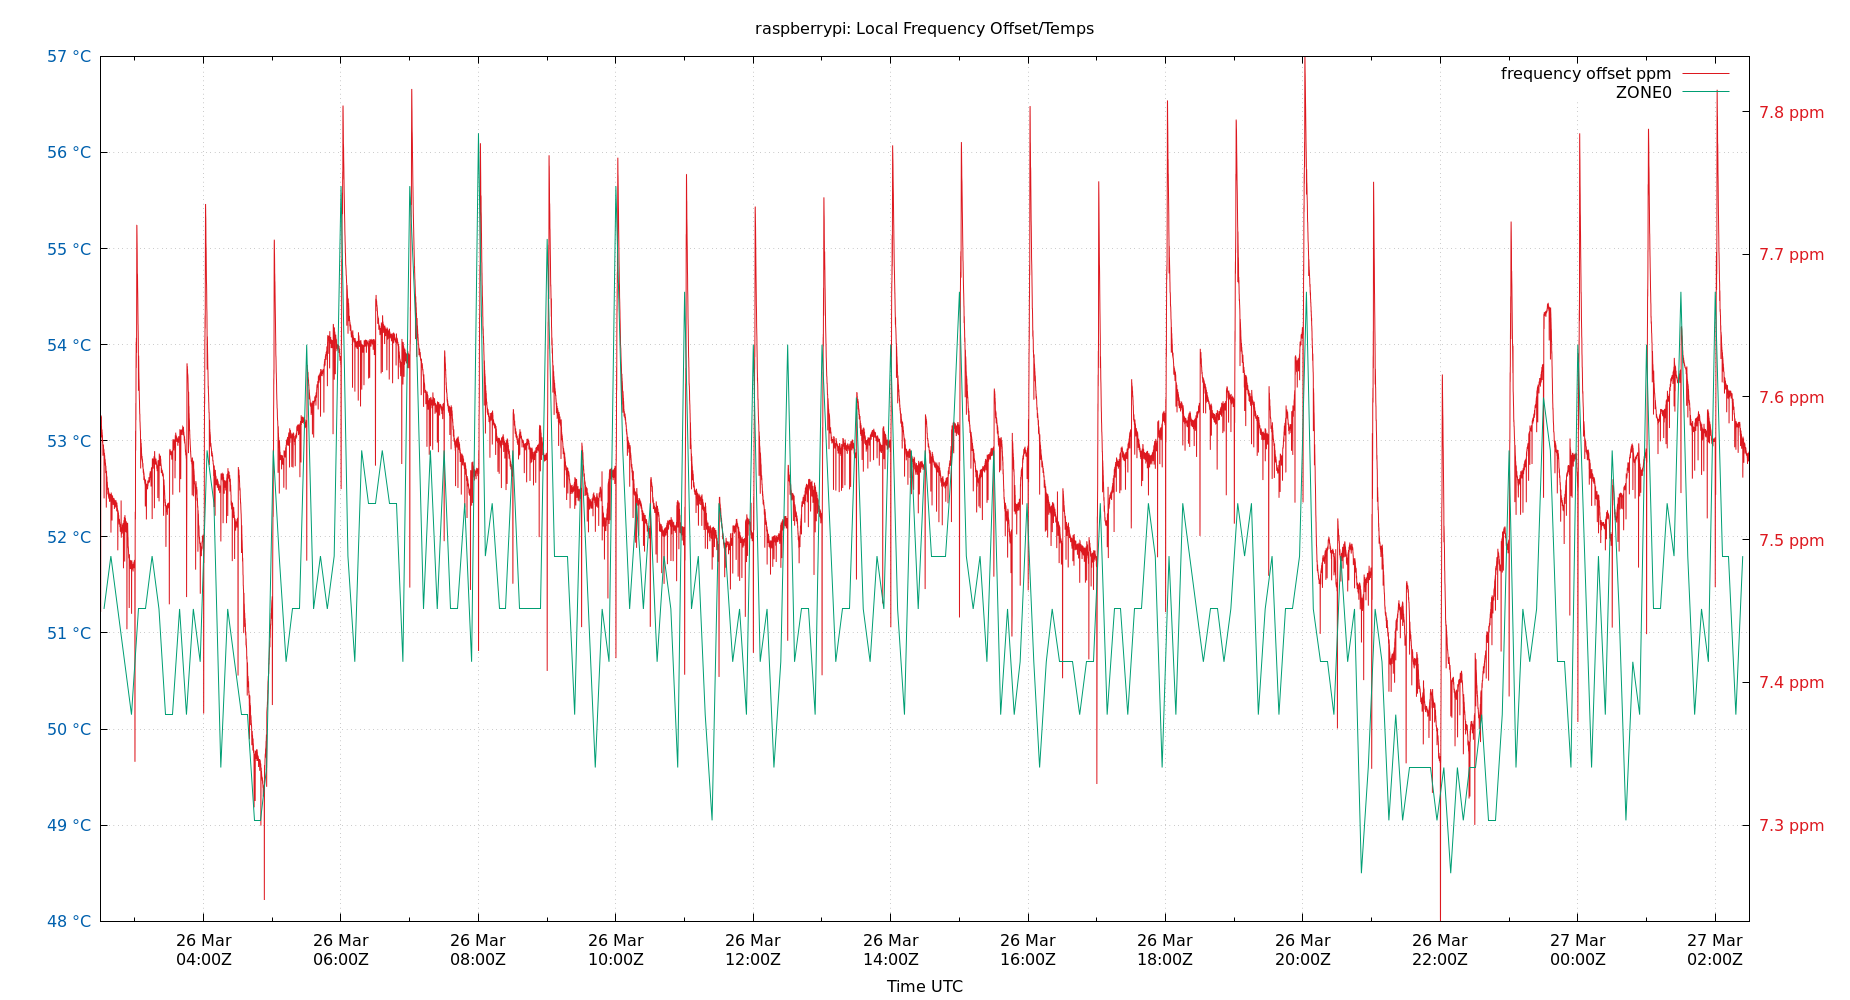 raspberrypi: Local Frequency Offset/Temps
frequency offset ppm
ZONE0
57 °C
56 °C
55 °C
54 °C
53 °C
52 °C
51 °C
50 °C
49 °C
48 °C
7.8 ppm
7.7 ppm
7.6 ppm
7.5 ppm
7.4 ppm
7.3 ppm
26 Mar
04:00Z
26 Mar
06:00Z
26 Mar
08:00Z
26 Mar
10:00Z
26 Mar
12:00Z
26 Mar
14:00Z
26 Mar
16:00Z
26 Mar
18:00Z
26 Mar
20:00Z
26 Mar
22:00Z
27 Mar
00:00Z
27 Mar
02:00Z
Time UTC